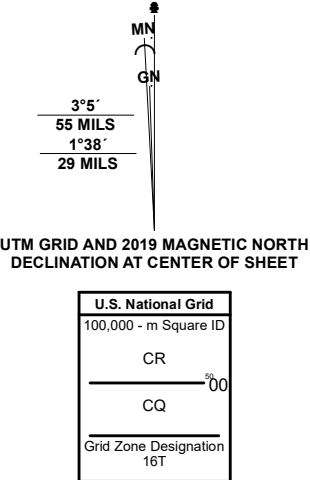 MN
GN
3°5´
55 MILS
1°38´
29 MILS
UTM GRID AND 2019 MAGNETIC NORTH
DECLINATION AT CENTER OF SHEET
U.S. National Grid
100,000 - m Square ID
CR
50 00
CQ
Grid Zone Designation
16T